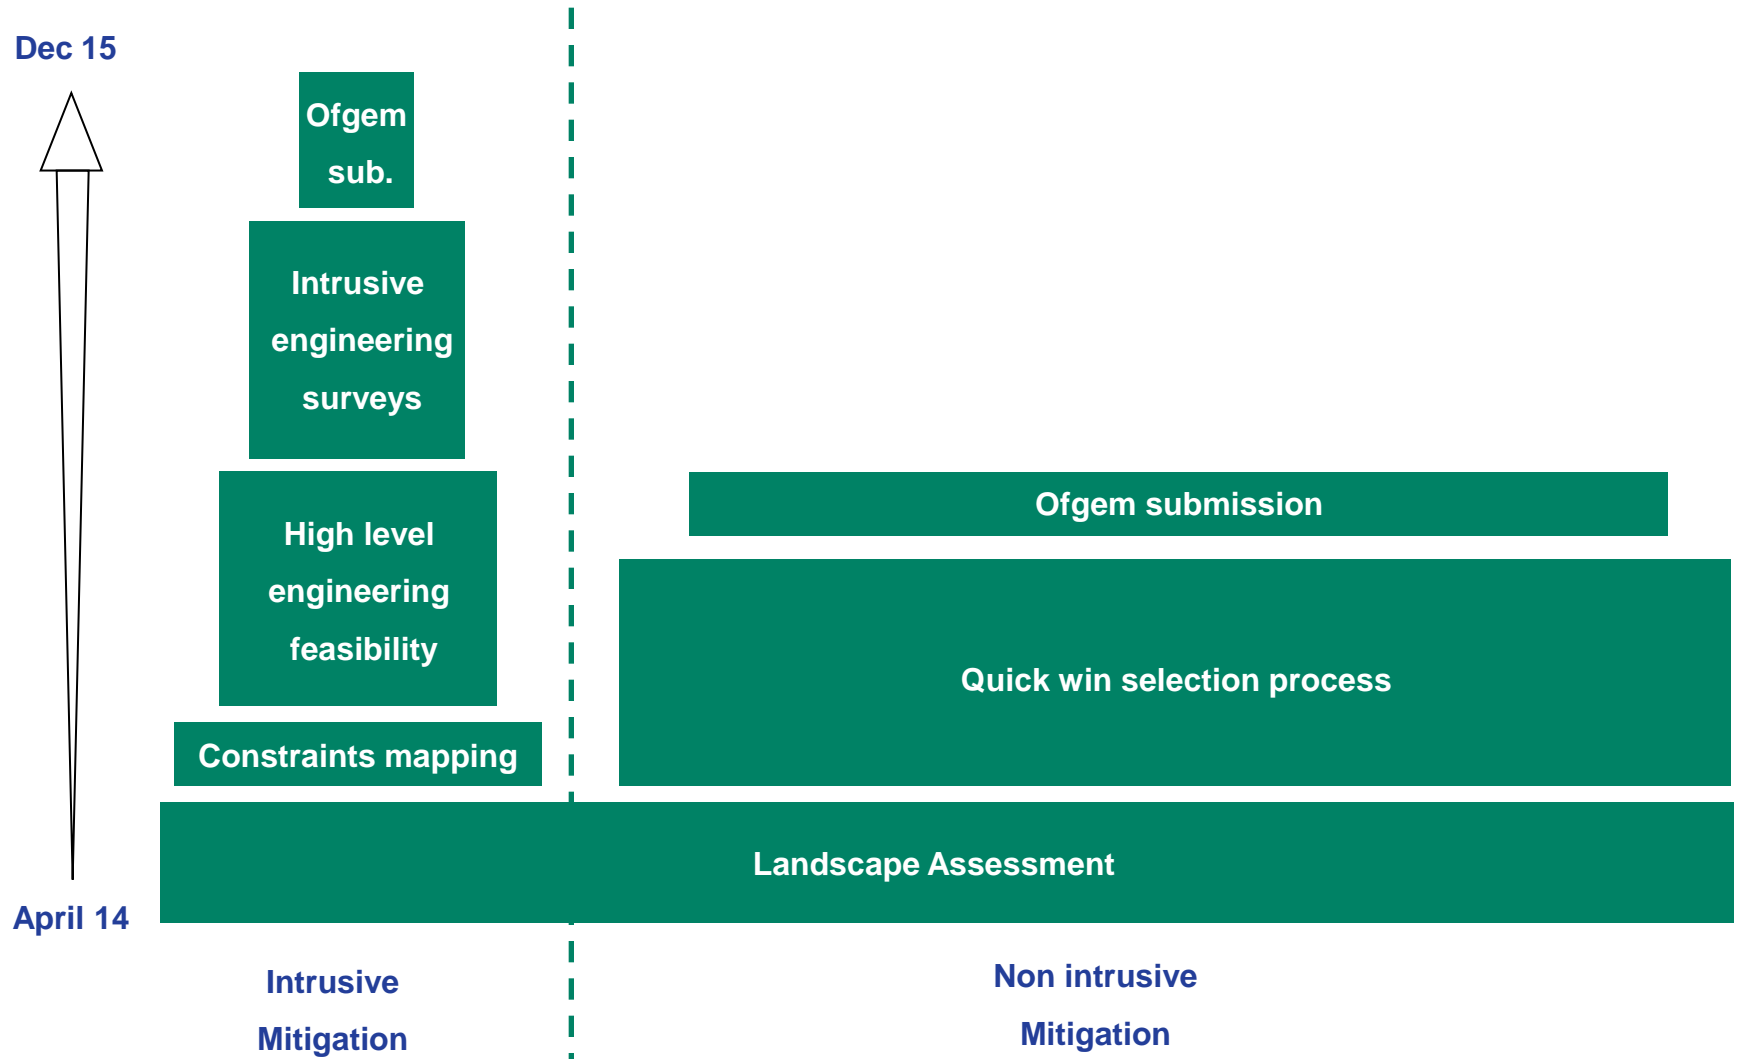 Dec 15
Ofgem
sub.
Intrusive
engineering
surveys
High level
engineering
feasibility
Constraints mapping
Ofgem submission
Quick win selection process
Landscape Assessment
April 14
Intrusive
Mitigation
Non intrusive
Mitigation